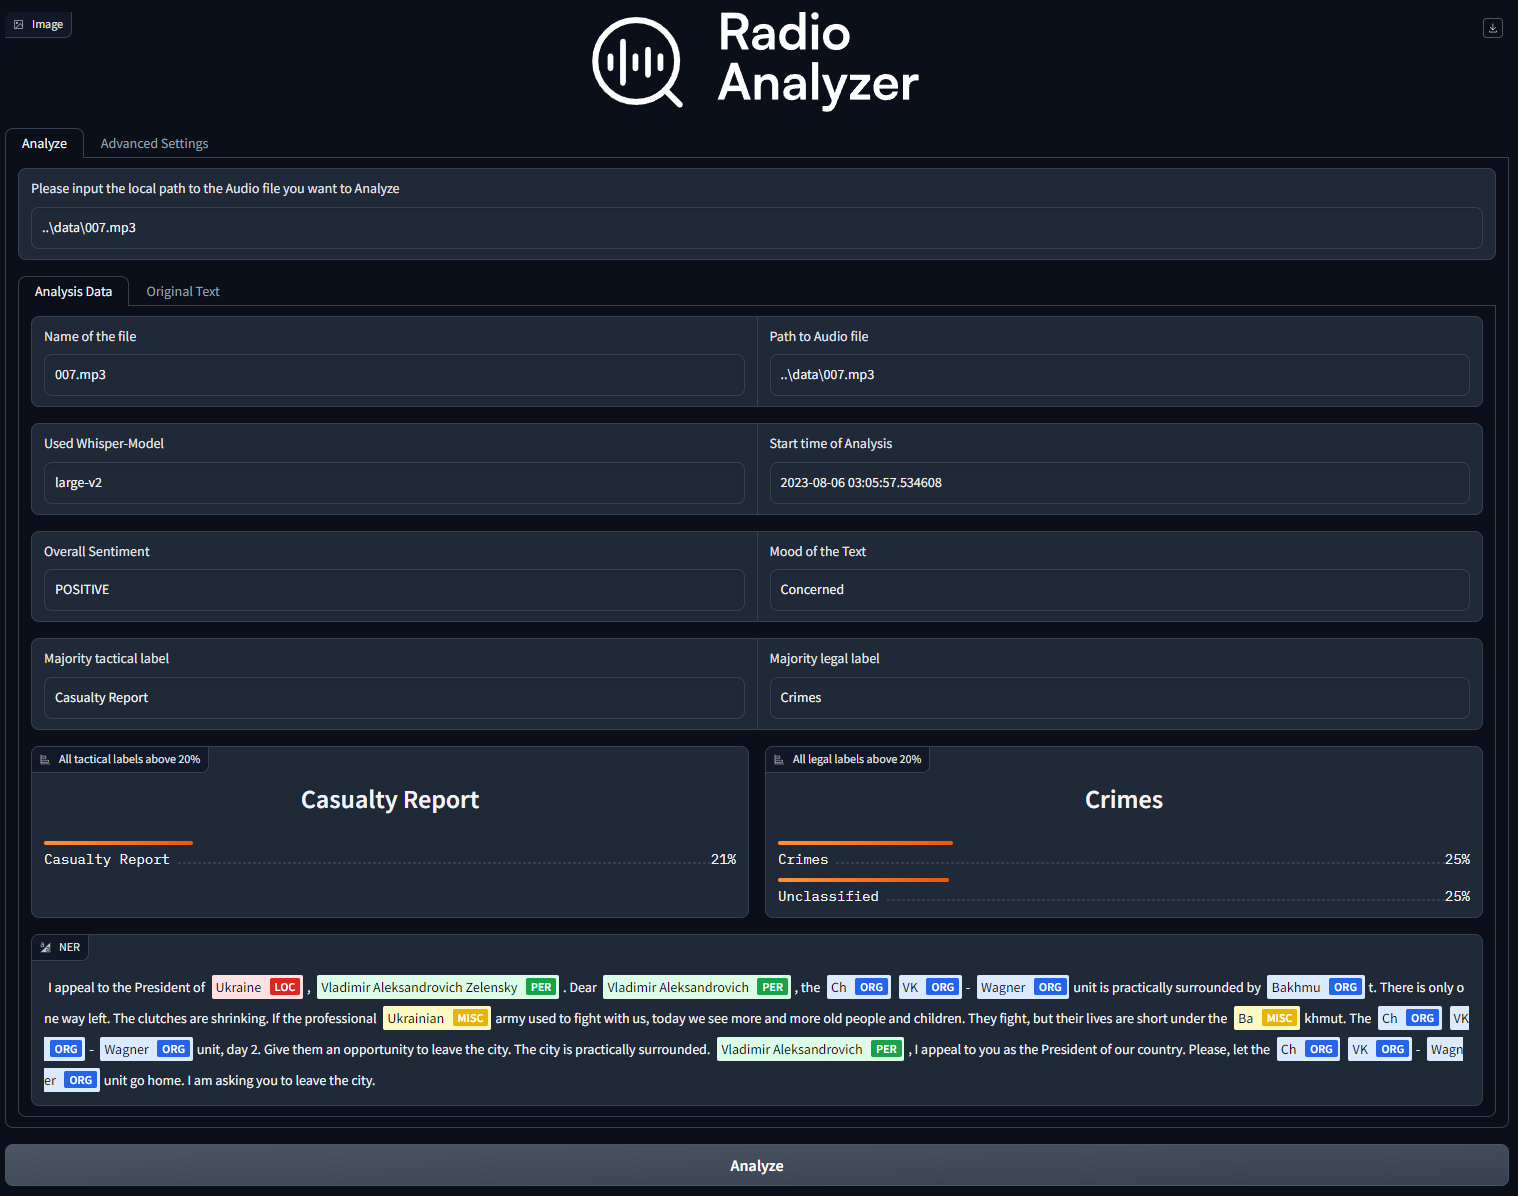 Image
Radio
Analyzer
Analyze
Advanced Settings
Please input the local path to the Audio file you want to Analyze
..\data\007.mp3
Analysis Data
Original Text
Name of the file
Path to Audio file
007.mp3
..\data\007.mp3
Used Whisper-Model
Start time of Analysis
large-v2
2023-08-06 03:05:57.534608
Overall Sentiment
Mood of the Text
POSITIVE
Concerned
Majority tactical label
Majority legal label
Casualty Report
Crimes
All tactical labels above 20%
Casualty Report
Casualty Report 21%
All legal labels above 20%
Crimes
Crimes 25%
Unclassified 25%
NER
I appeal to the President of Ukraine LOC , Vladimir Aleksandrovich Zelensky PER . Dear Vladimir Aleksandrovich PER , the Ch ORG VK ORG - Wagner ORG unit is practically surrounded by Bakhmu ORG t. There is only o
ne way left. The clutches are shrinking. If the professional Ukrainian MISC army used to fight with us, today we see more and more old people and children. They fight, but their lives are short under the Ba MISC khmut. The Ch ORG VK
ORG - Wagner ORG unit, day 2. Give them an opportunity to leave the city. The city is practically surrounded. Vladimir Aleksandrovich PER , I appeal to you as the President of our country. Please, let the Ch ORG VK ORG - Wagn
er ORG unit go home. I am asking you to leave the city.
Analyze